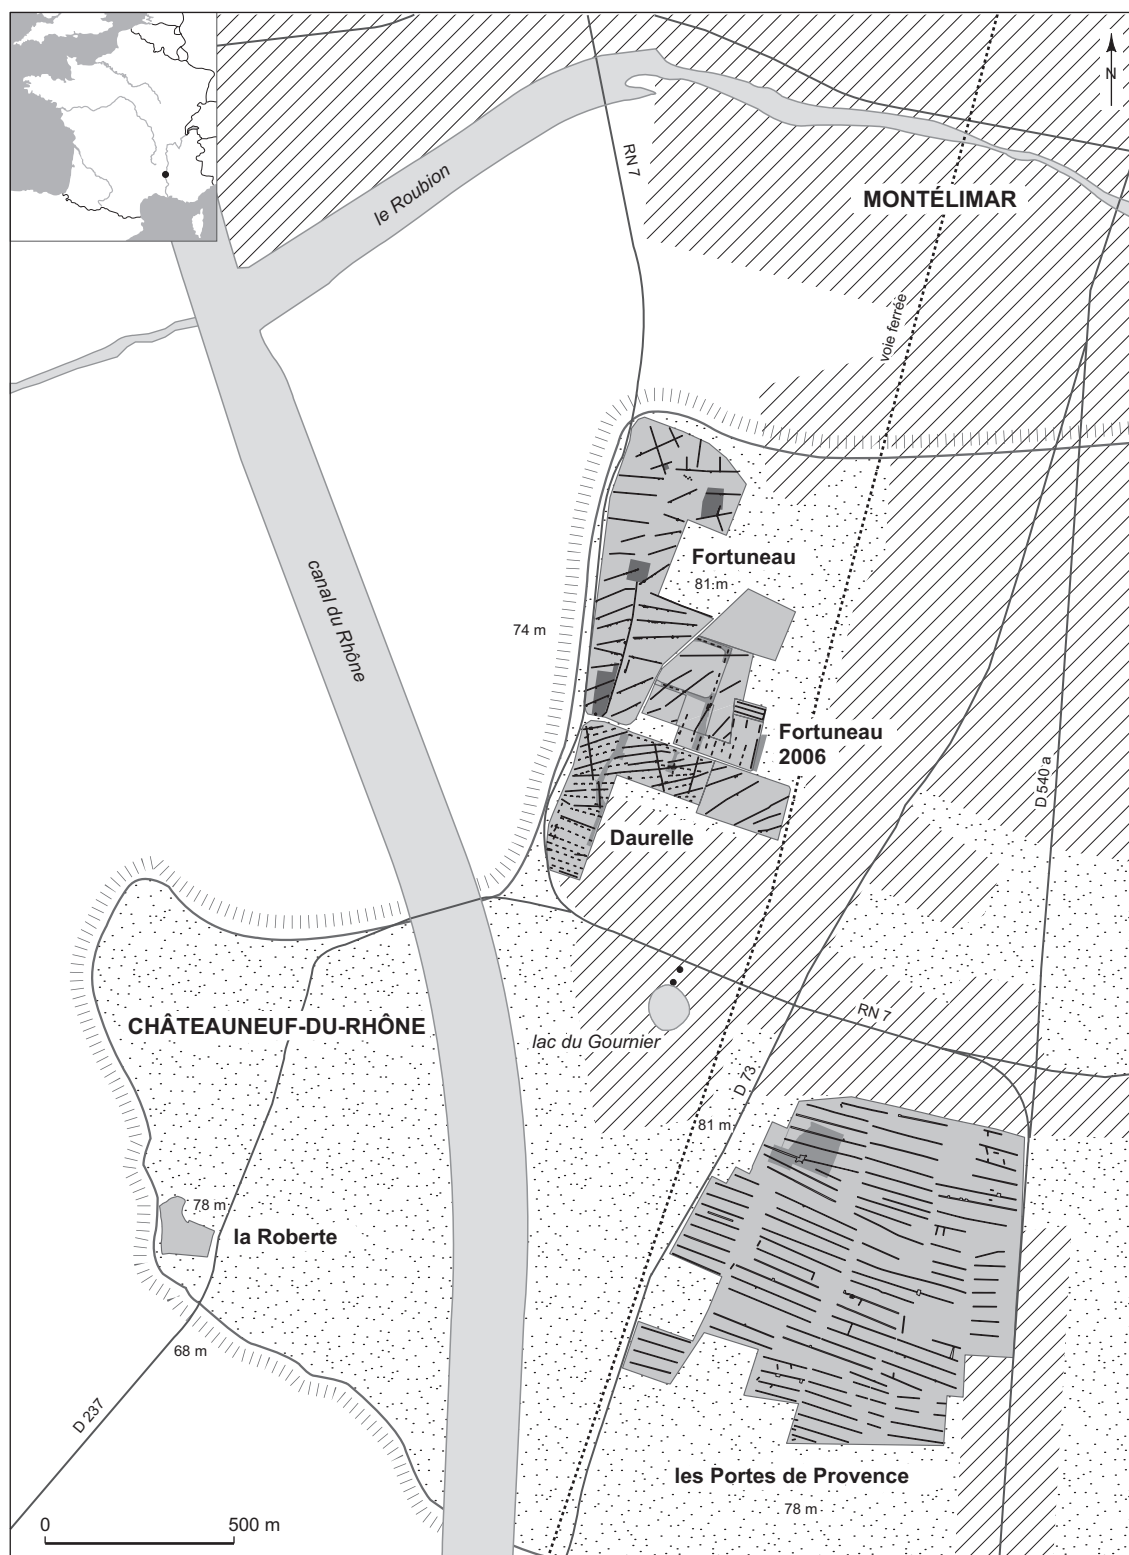 N
RN 7
le Roubion
MONTÉLIMAR
voie ferrée
Fortuneau
81 m
canal du Rhône
74 m
Fortuneau
2006
D 540 a
Daurelle
RN 7
CHÂTEAUNEUF-DU-RHÔNE
lac du Gournier
D 73
81 m
78 m
la Roberte
68 m
D 237
les Portes de Provence
78 m
0 500 m